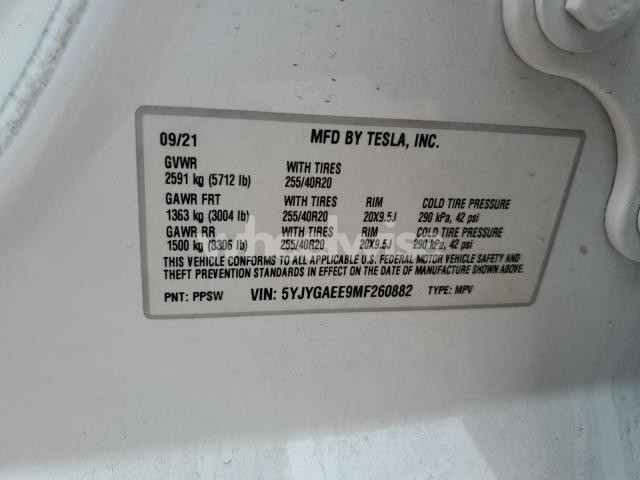 09/21 MFD BY TESLA, INC.
GVWR WITH TIRES
2591 kg (5712 lb) 255/40R20
GAWR FRT WITH TIRES RIM COLD TIRE PRESSURE
1363 kg (3004 lb) 255/40R20 20X9.5J 290 kPa, 42 psi
GAWR RR WITH TIRES RIM COLD TIRE PRESSURE
1500 kg (3306 lb) 255/40R20 20X9.5J 290 kPa, 42 psi
THIS VEHICLE CONFORMS TO ALL APPLICABLE U.S. FEDERAL MOTOR VEHICLE SAFETY AND
THEFT PREVENTION STANDARDS IN EFFECT ON THE DATE OF MANUFACTURE SHOWN ABOVE.
PNT: PPSW VIN: 5YJYGAEE9MF260882 TYPE: MPV